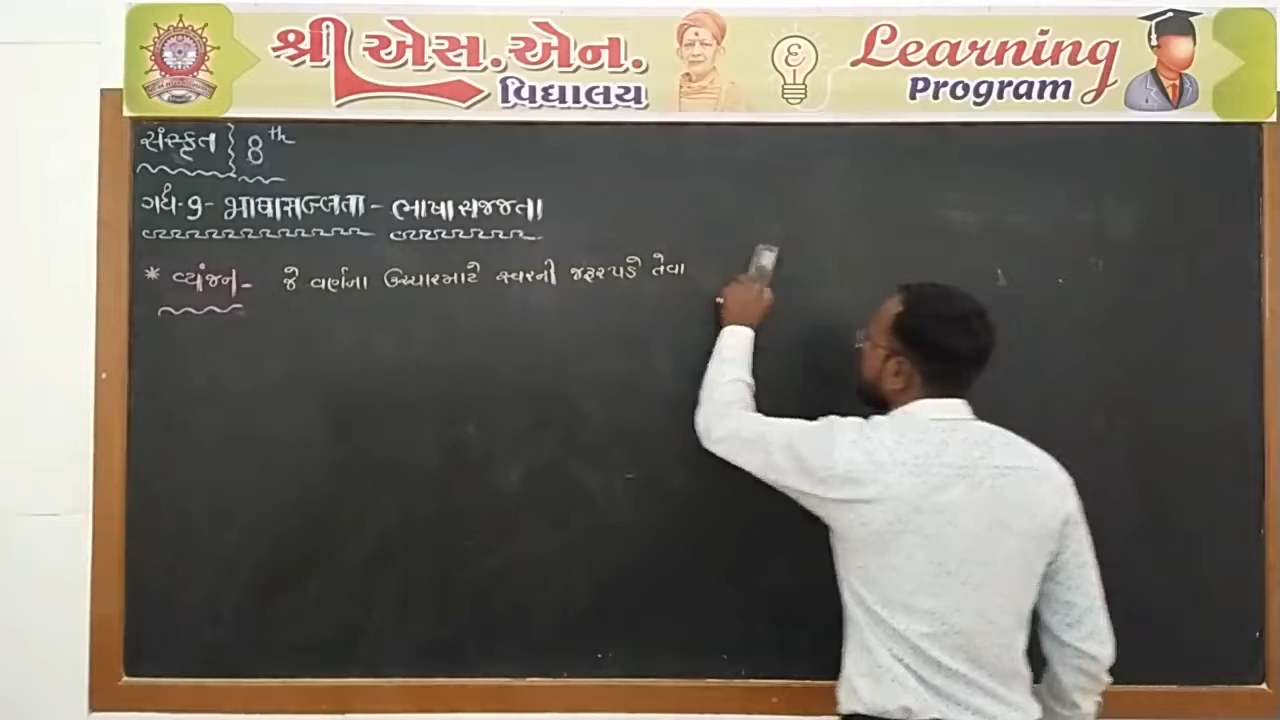 શ્રી એસ.એન.
વિદ્યાલય
Learning
Program
સંસ્કૃત } 8th
ગદ્ય-૧- भाषासज्जता - ભાષાસજ્જતા
* વ્યંજન - જે વર્ણના ઉચ્ચારમાટે સ્વરની જરૂરપડે તેવા